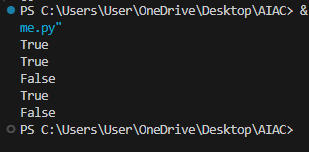 PS C:\Users\User\OneDrive\Desktop\AIAC> &
me.py"
True
True
False
True
False
PS C:\Users\User\OneDrive\Desktop\AIAC>